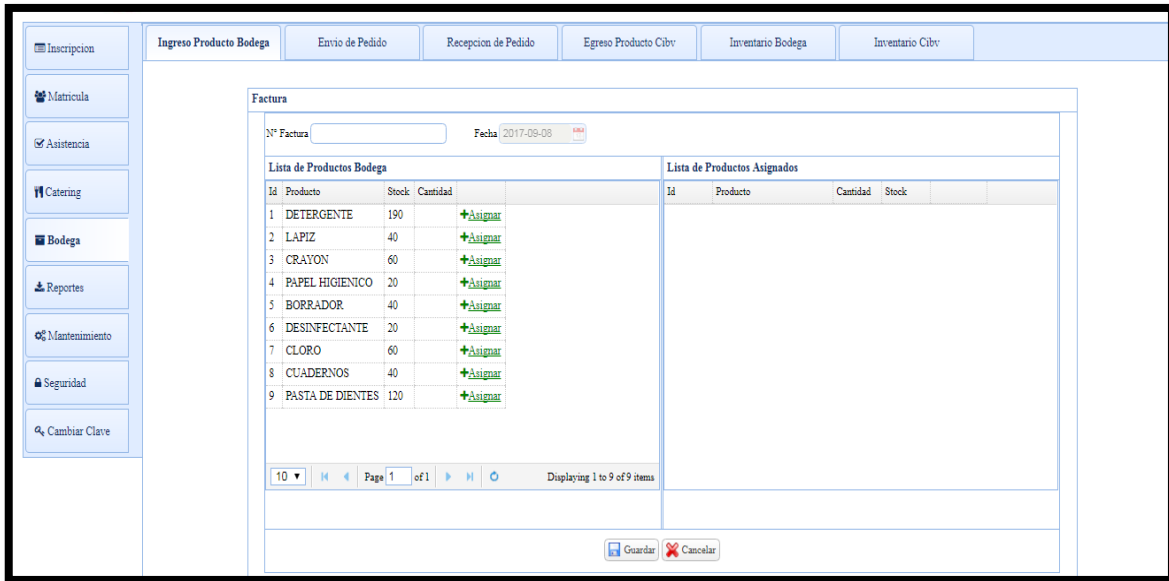 Inscripcion
Matricula
Asistencia
Catering
Bodega
Reportes
Mantenimiento
Seguridad
Cambiar Clave
Ingreso Producto Bodega Envio de Pedido Recepcion de Pedido Egreso Producto Cibv Inventario Bodega Inventario Cibv
Factura
N° Factura Fecha 2017-09-08
Lista de Productos Bodega
Id Producto Stock Cantidad
1 DETERGENTE 190 +Asignar
2 LAPIZ 40 +Asignar
3 CRAYON 60 +Asignar
4 PAPEL HIGIENICO 20 +Asignar
5 BORRADOR 40 +Asignar
6 DESINFECTANTE 20 +Asignar
7 CLORO 60 +Asignar
8 CUADERNOS 40 +Asignar
9 PASTA DE DIENTES 120 +Asignar
10 Page 1 of 1 Displaying 1 to 9 of 9 items
Lista de Productos Asignados
Id Producto Cantidad Stock
Guardar Cancelar